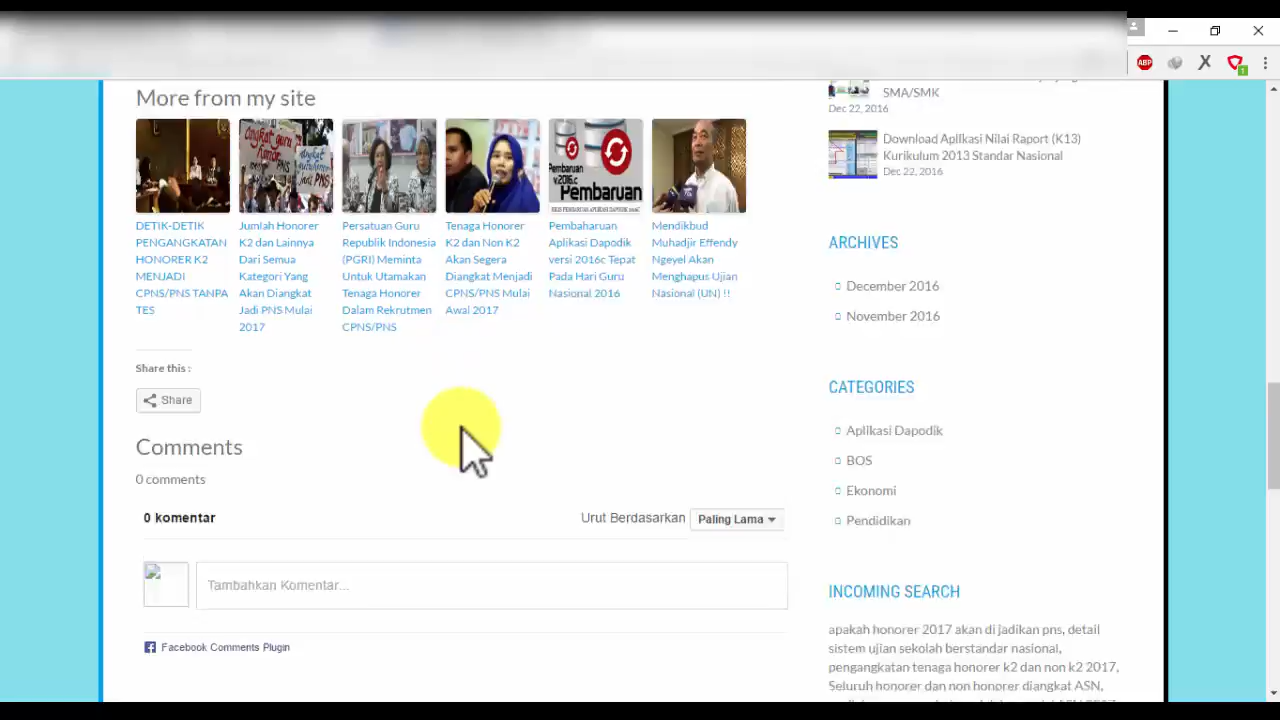 ABP
1
More from my site
DETIK-DETIK
PENGANGKATAN
HONORER K2
MENJADI
CPNS/PNS TANPA
TES
Jumlah Honorer
K2 dan Lainnya
Dari Semua
Kategori Yang
Akan Diangkat
Jadi PNS Mulai
2017
Persatuan Guru
Republik Indonesia
(PGRI) Meminta
Untuk Utamakan
Tenaga Honorer
Dalam Rekrutmen
CPNS/PNS
Tenaga Honorer
K2 dan Non K2
Akan Segera
Diangkat Menjadi
CPNS/PNS Mulai
Awal 2017
Pembaruan
v.2016.c
Pembaruan
Pembaharuan
Aplikasi Dapodik
versi 2016c Tepat
Pada Hari Guru
Nasional 2016
Mendikbud
Muhadjir Effendy
Ngeyel Akan
Menghapus Ujian
Nasional (UN) !!
Share this :
Share
Comments
0 comments
0 komentar
Urut Berdasarkan Paling Lama
Tambahkan Komentar...
Facebook Comments Plugin
SMA/SMK
Dec 22, 2016
Download Aplikasi Nilai Raport (K13)
Kurikulum 2013 Standar Nasional
Dec 22, 2016
ARCHIVES
December 2016
November 2016
CATEGORIES
Aplikasi Dapodik
BOS
Ekonomi
Pendidikan
INCOMING SEARCH
apakah honorer 2017 akan di jadikan pns, detail
sistem ujian sekolah berstandar nasional,
pengangkatan tenaga honorer k2 dan non k2 2017,
Seluruh honorer dan non honorer diangkat ASN,